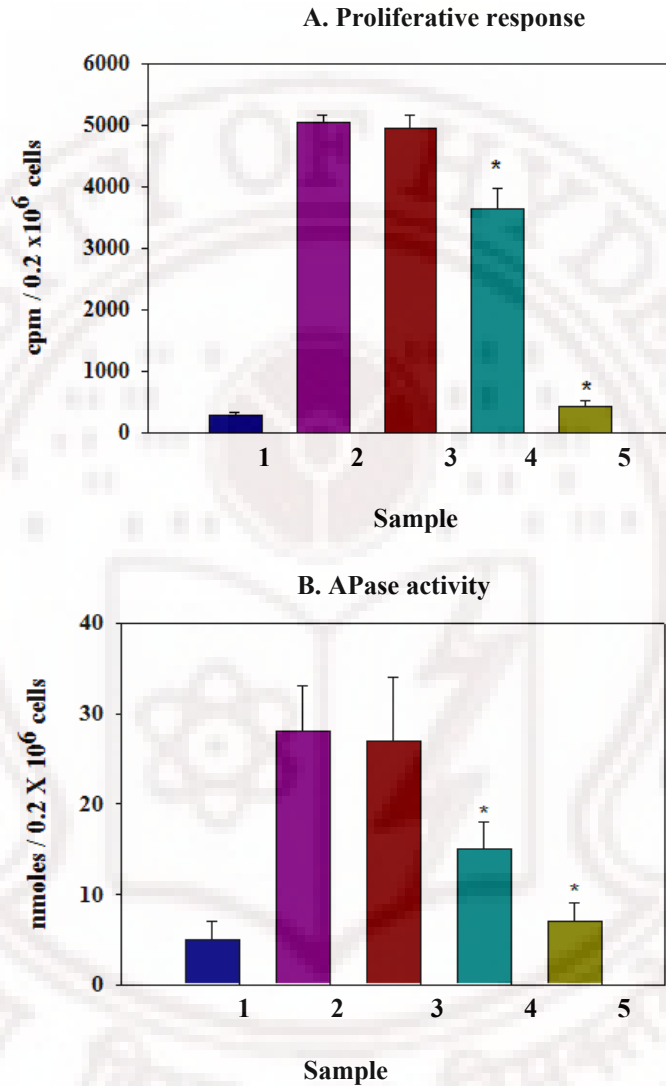 A. Proliferative response
6000
5000
4000
3000
2000
1000
0
cpm / 0.2 x10⁶ cells
*
*
1 2 3 4 5
Sample
B. APase activity
40
30
20
10
0
nmoles / 0.2 X 10⁶ cells
*
*
1 2 3 4 5
Sample